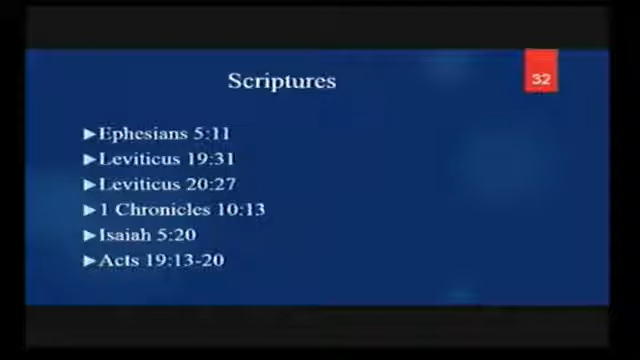 Scriptures
32
►Ephesians 5:11
►Leviticus 19:31
►Leviticus 20:27
►1 Chronicles 10:13
►Isaiah 5:20
►Acts 19:13-20